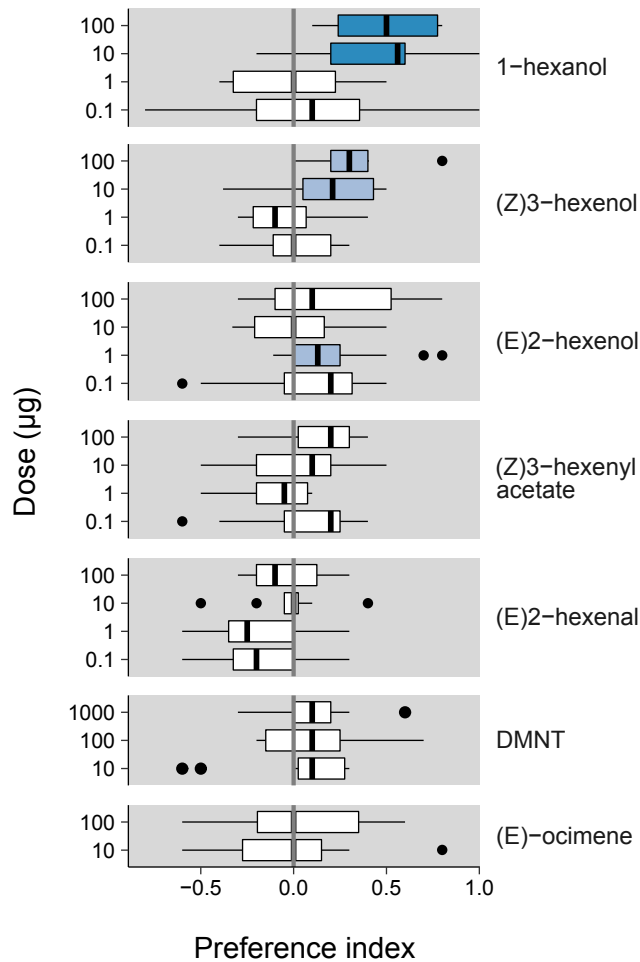 100
10
1
0.1
1−hexanol
100
10
1
0.1
(Z)3−hexenol
100
10
1
0.1
(E)2−hexenol
100
10
1
0.1
(Z)3−hexenyl
acetate
100
10
1
0.1
(E)2−hexenal
1000
100
10
DMNT
100
10
(E)−ocimene
Dose (µg)
−0.5
0.0
0.5
1.0
Preference index